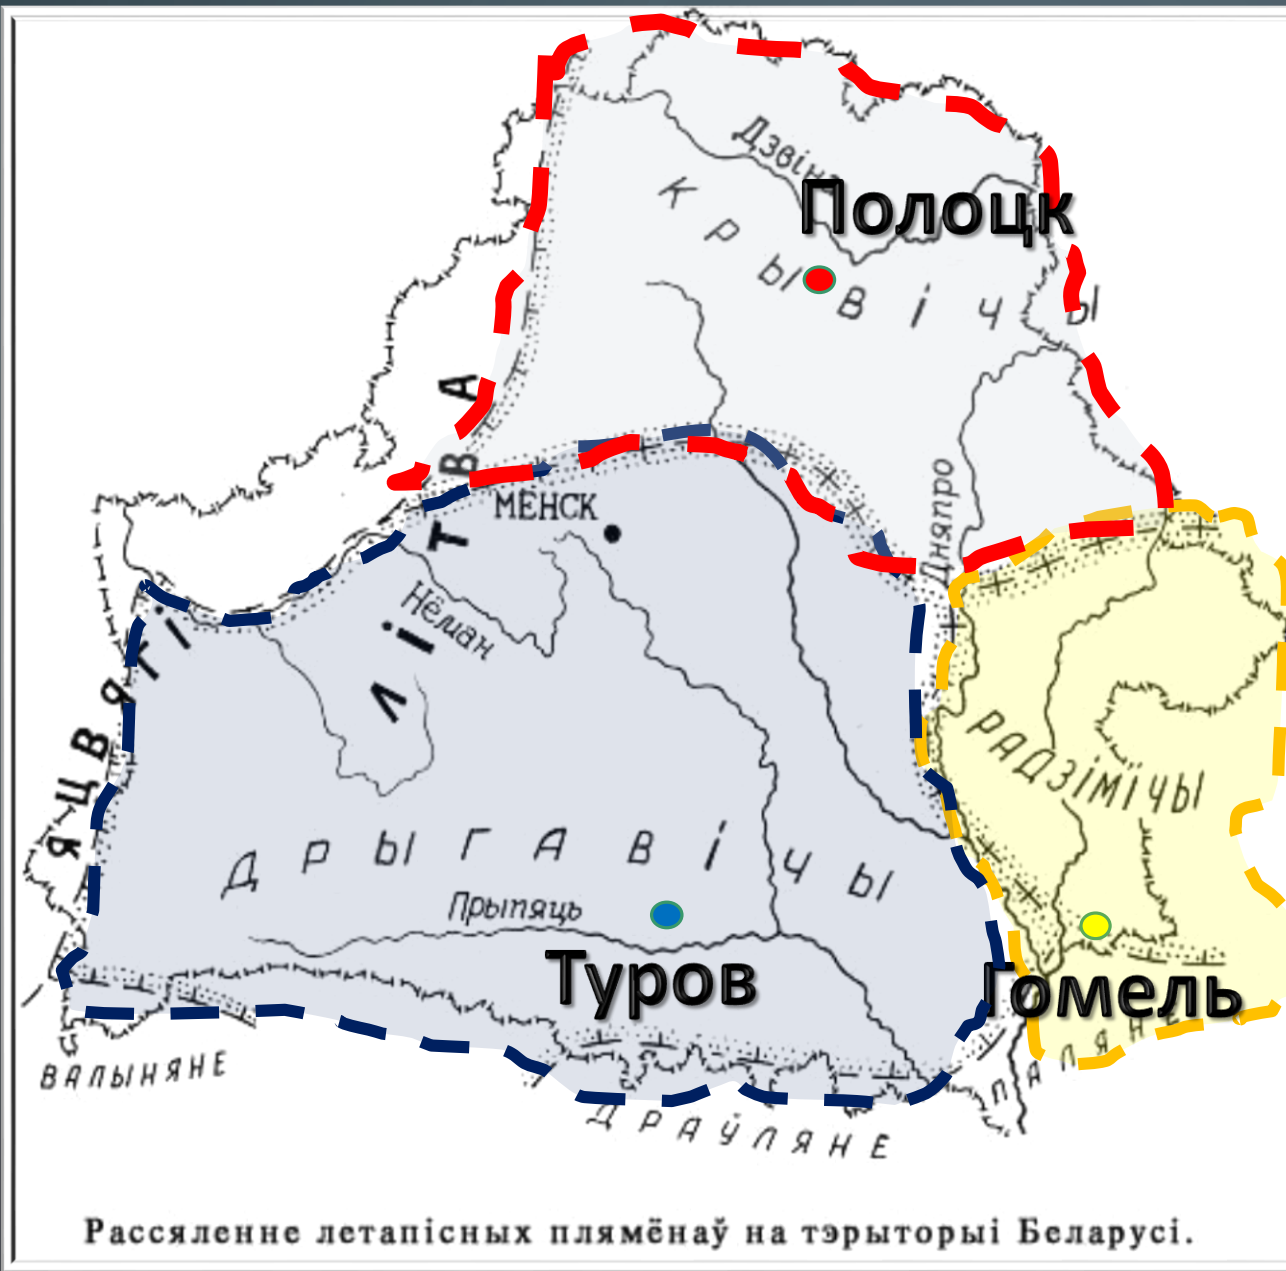 Дзвіна
Полоцк
КРЫВІЧЫ
ЛІТВА
МЕНСК
Дняпро
Нёман
ЯЦВЯГІ
РАДЗІМІЧЫ
ДРЫГАВІЧЫ
Прыпяць
Туров
Гомель
ВАЛЫНЯНЕ
ПАЛЯНЕ
ДРАЎЛЯНЕ
Рассяленне летапісных плямёнаў на тэрыторыі Беларусі.